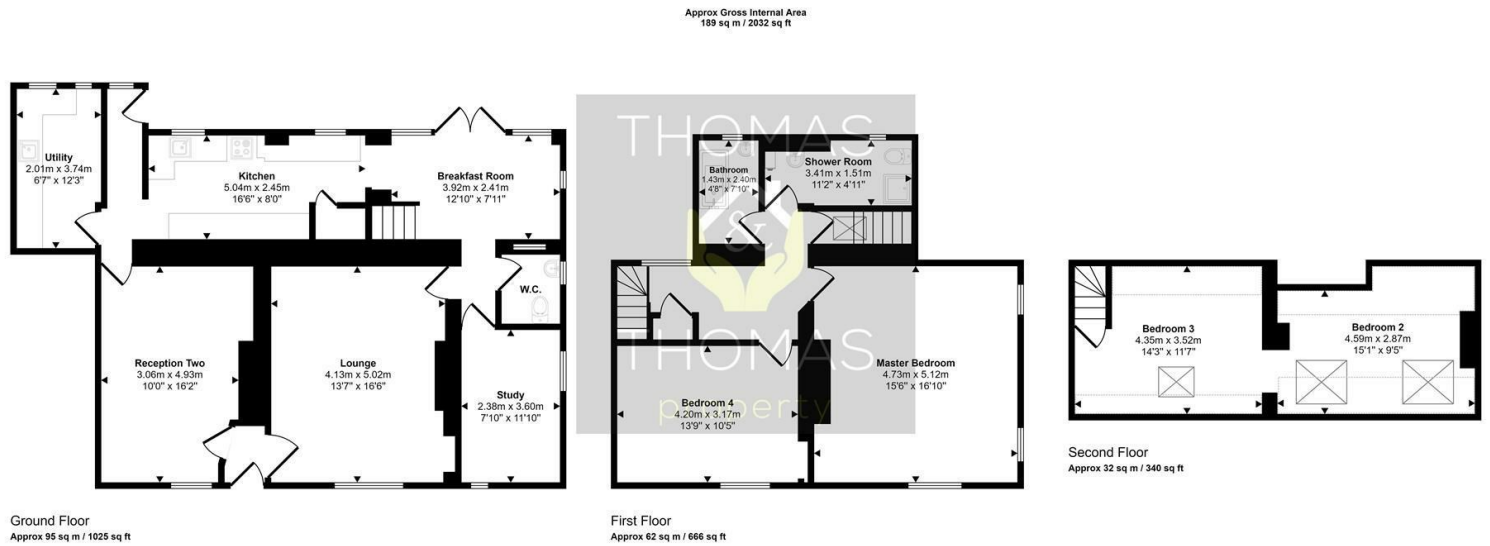 Approx Gross Internal Area
189 sq m / 2032 sq ft
THOMAS
&
THOMAS
property
Utility
2.01m x 3.74m
6'7" x 12'3"
Kitchen
5.04m x 2.45m
16'6" x 8'0"
Breakfast Room
3.92m x 2.41m
12'10" x 7'11"
W.C.
Reception Two
3.06m x 4.93m
10'0" x 16'2"
Lounge
4.13m x 5.02m
13'7" x 16'6"
Study
2.38m x 3.60m
7'10" x 11'10"
Ground Floor
Approx 95 sq m / 1025 sq ft
Bathroom
1.43m x 2.40m
4'8" x 7'10"
Shower Room
3.41m x 1.51m
11'2" x 4'11"
Master Bedroom
4.73m x 5.12m
15'6" x 16'10"
Bedroom 4
4.20m x 3.17m
13'9" x 10'5"
First Floor
Approx 62 sq m / 666 sq ft
Bedroom 3
4.35m x 3.52m
14'3" x 11'7"
Bedroom 2
4.59m x 2.87m
15'1" x 9'5"
Second Floor
Approx 32 sq m / 340 sq ft